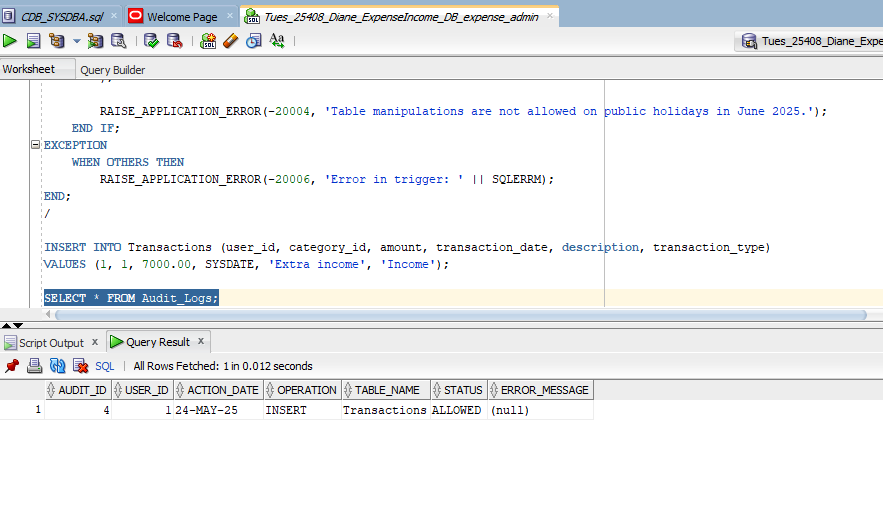 CDB_SYSDBA.sql × Welcome Page × Tues_25408_Diane_ExpenseIncome_DB_expense_admin ×
SQL Aa Tues_25408_Diane_Expe
Worksheet Query Builder
RAISE_APPLICATION_ERROR(-20004, 'Table manipulations are not allowed on public holidays in June 2025.');
END IF;
EXCEPTION
WHEN OTHERS THEN
RAISE_APPLICATION_ERROR(-20006, 'Error in trigger: ' || SQLERRM);
END;
/
INSERT INTO Transactions (user_id, category_id, amount, transaction_date, description, transaction_type)
VALUES (1, 1, 7000.00, SYSDATE, 'Extra income', 'Income');
SELECT * FROM Audit_Logs;
Script Output × Query Result ×
SQL | All Rows Fetched: 1 in 0.012 seconds
AUDIT_ID USER_ID ACTION_DATE OPERATION TABLE_NAME STATUS ERROR_MESSAGE
1 4 1 24-MAY-25 INSERT Transactions ALLOWED (null)